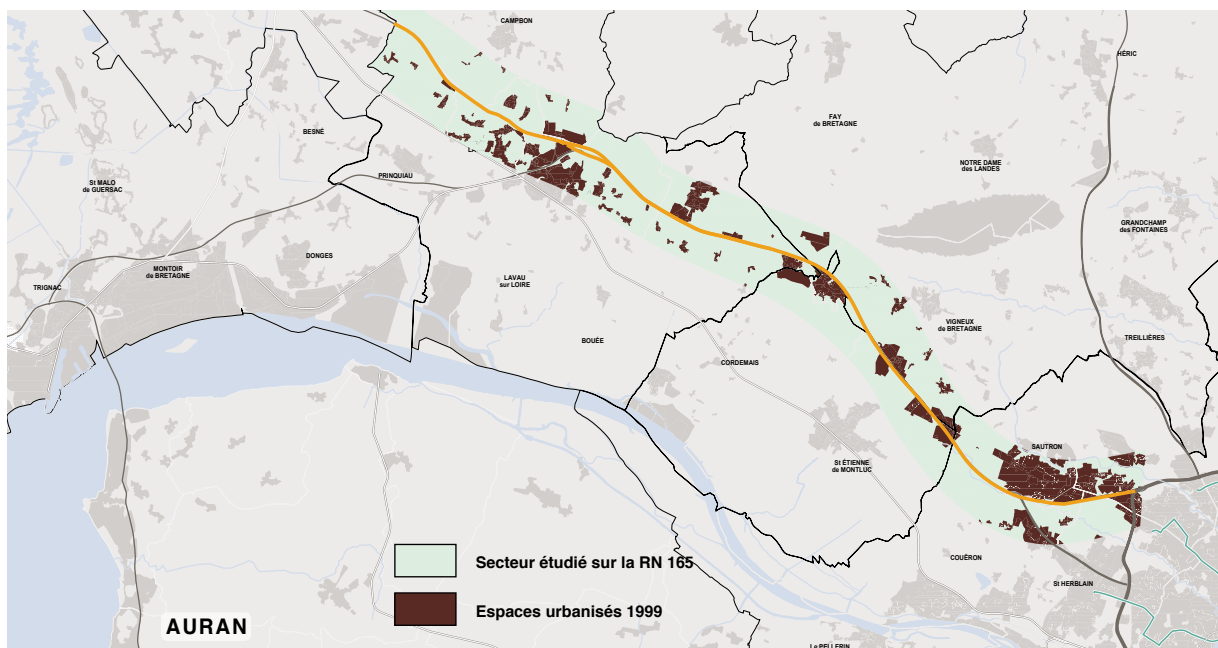 CAMPBON
HÉRIC
FAY
de BRETAGNE
BESNÉ
NOTRE DAME
des LANDES
PRINQUIAU
St MALO
de GUERSAC
GRANDCHAMP
des FONTAINES
DONGES
MONTOIR
de BRETAGNE
LAVAU
sur LOIRE
TRIGNAC
VIGNEUX
de BRETAGNE
TREILLIÈRES
BOUÉE
CORDEMAIS
SAUTRON
St ÉTIENNE
de MONTLUC
COUËRON
St HERBLAIN
Secteur étudié sur la RN 165
Espaces urbanisés 1999
AURAN
Le PELLERIN